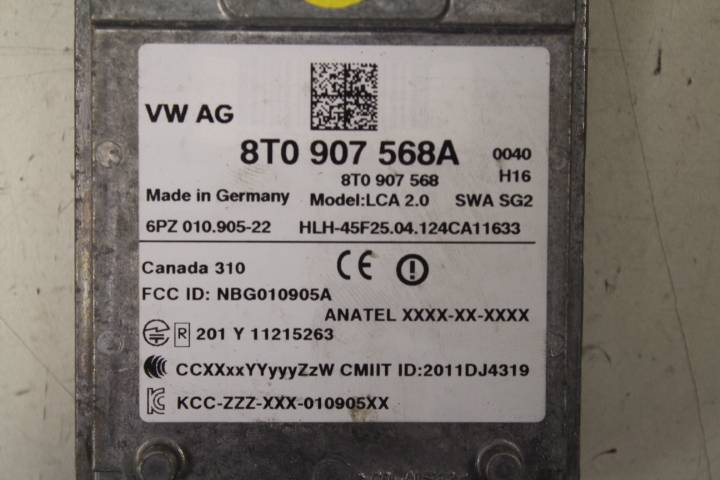 VW AG
8T0 907 568A 0040
8T0 907 568 H16
Made in Germany Model:LCA 2.0 SWA SG2
6PZ 010.905-22 HLH-45F25.04.124CA11633
Canada 310 CE
FCC ID: NBG010905A
ANATEL XXXX-XX-XXXX
R 201 Y 11215263
CCXXxxYYyyyZzW CMIIT ID:2011DJ4319
KCC-ZZZ-XXX-010905XX